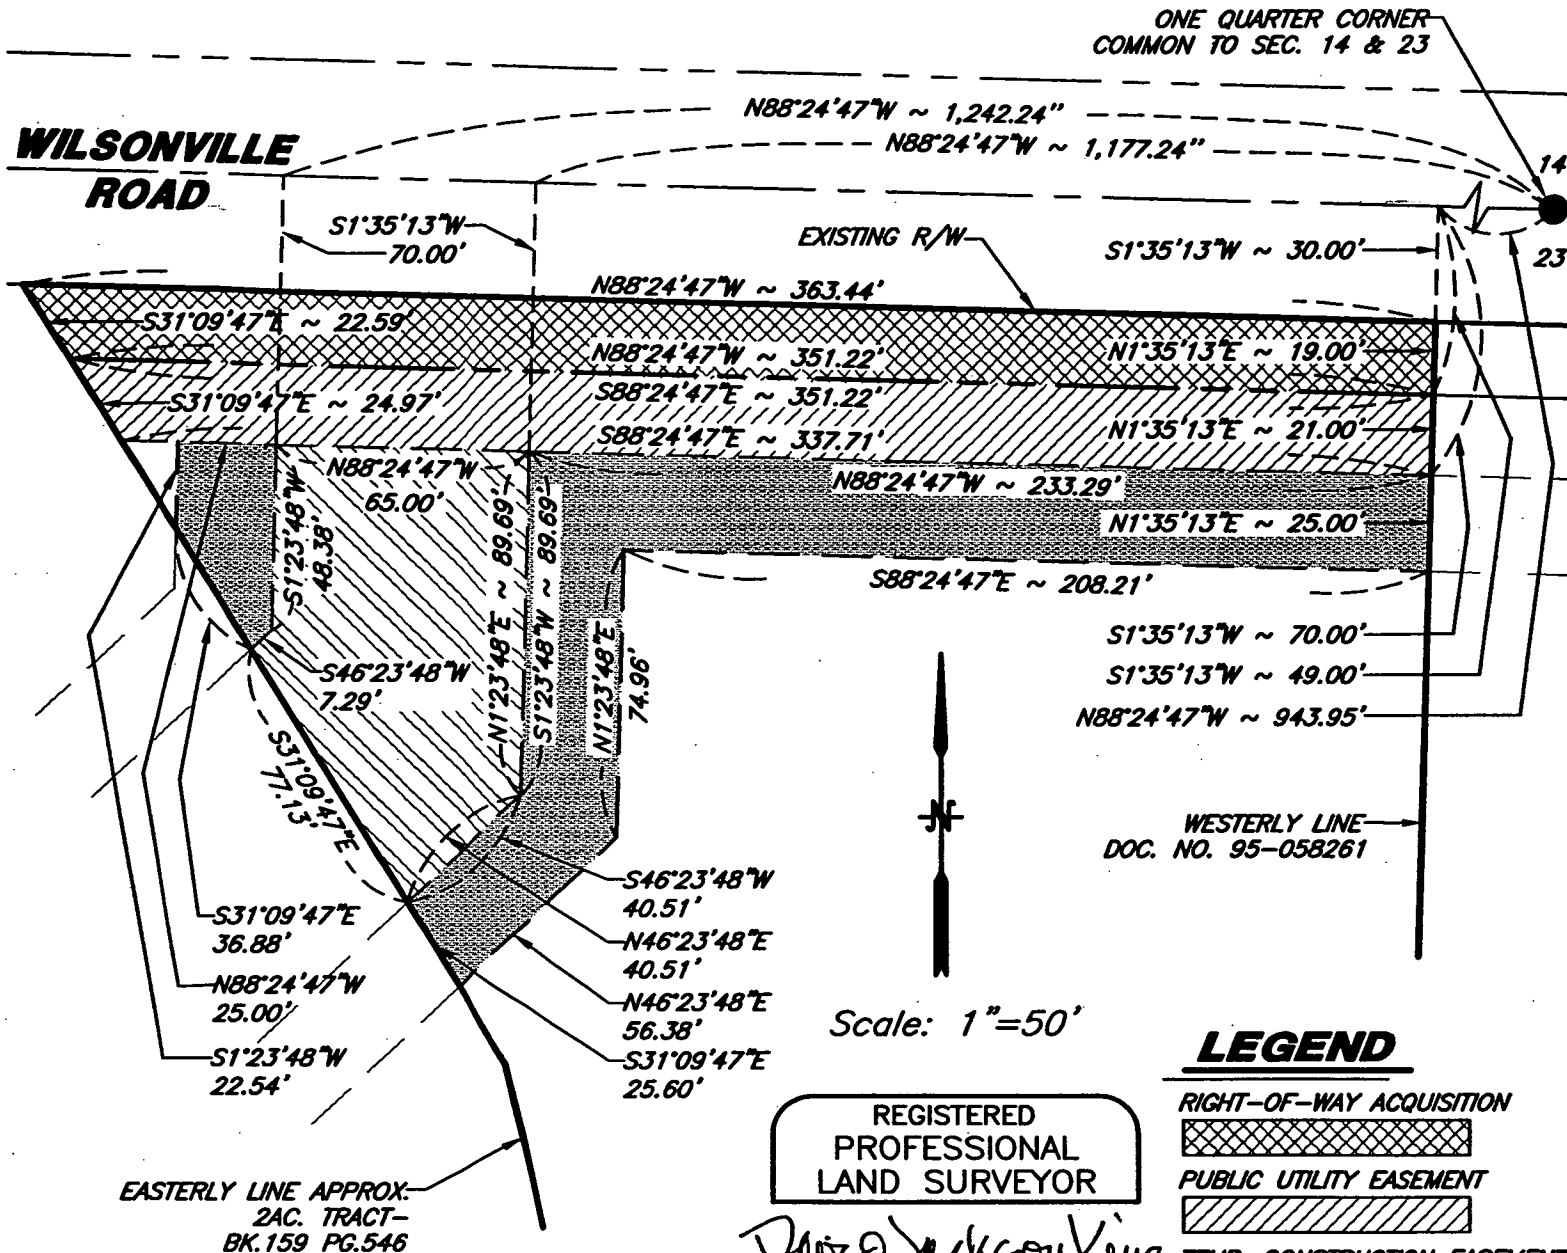 ONE QUARTER CORNER
COMMON TO SEC. 14 & 23
N88°24'47"W ~ 1,242.24"
N88°24'47"W ~ 1,177.24"
14
23
WILSONVILLE
ROAD
S1°35'13"W
70.00'
EXISTING R/W
S1°35'13"W ~ 30.00'
N88°24'47"W ~ 363.44'
S31°09'47"E ~ 22.59'
N88°24'47"W ~ 351.22'
N1°35'13"E ~ 19.00'
S31°09'47"E ~ 24.97'
S88°24'47"E ~ 351.22'
S88°24'47"E ~ 337.71'
N1°35'13"E ~ 21.00'
N88°24'47"W
65.00'
N88°24'47"W ~ 233.29'
N1°35'13"E ~ 25.00'
S1°23'48"W
48.38'
N1°23'48"E ~ 89.69'
S1°23'48"W ~ 89.69'
S88°24'47"E ~ 208.21'
N1°23'48"E
74.96'
S1°35'13"W ~ 70.00'
S1°35'13"W ~ 49.00'
N88°24'47"W ~ 943.95'
S46°23'48"W
7.29'
S31°09'47"E
77.13'
N
WESTERLY LINE
DOC. NO. 95-058261
S46°23'48"W
40.51'
N46°23'48"E
40.51'
N46°23'48"E
56.38'
S31°09'47"E
25.60'
S31°09'47"E
36.88'
N88°24'47"W
25.00'
S1°23'48"W
22.54'
Scale: 1"=50'
LEGEND
RIGHT-OF-WAY ACQUISITION
PUBLIC UTILITY EASEMENT
REGISTERED
PROFESSIONAL
LAND SURVEYOR
EASTERLY LINE APPROX.
2AC. TRACT-
BK.159 PG.546
TEMP. CONSTRUCTION EASEMENT